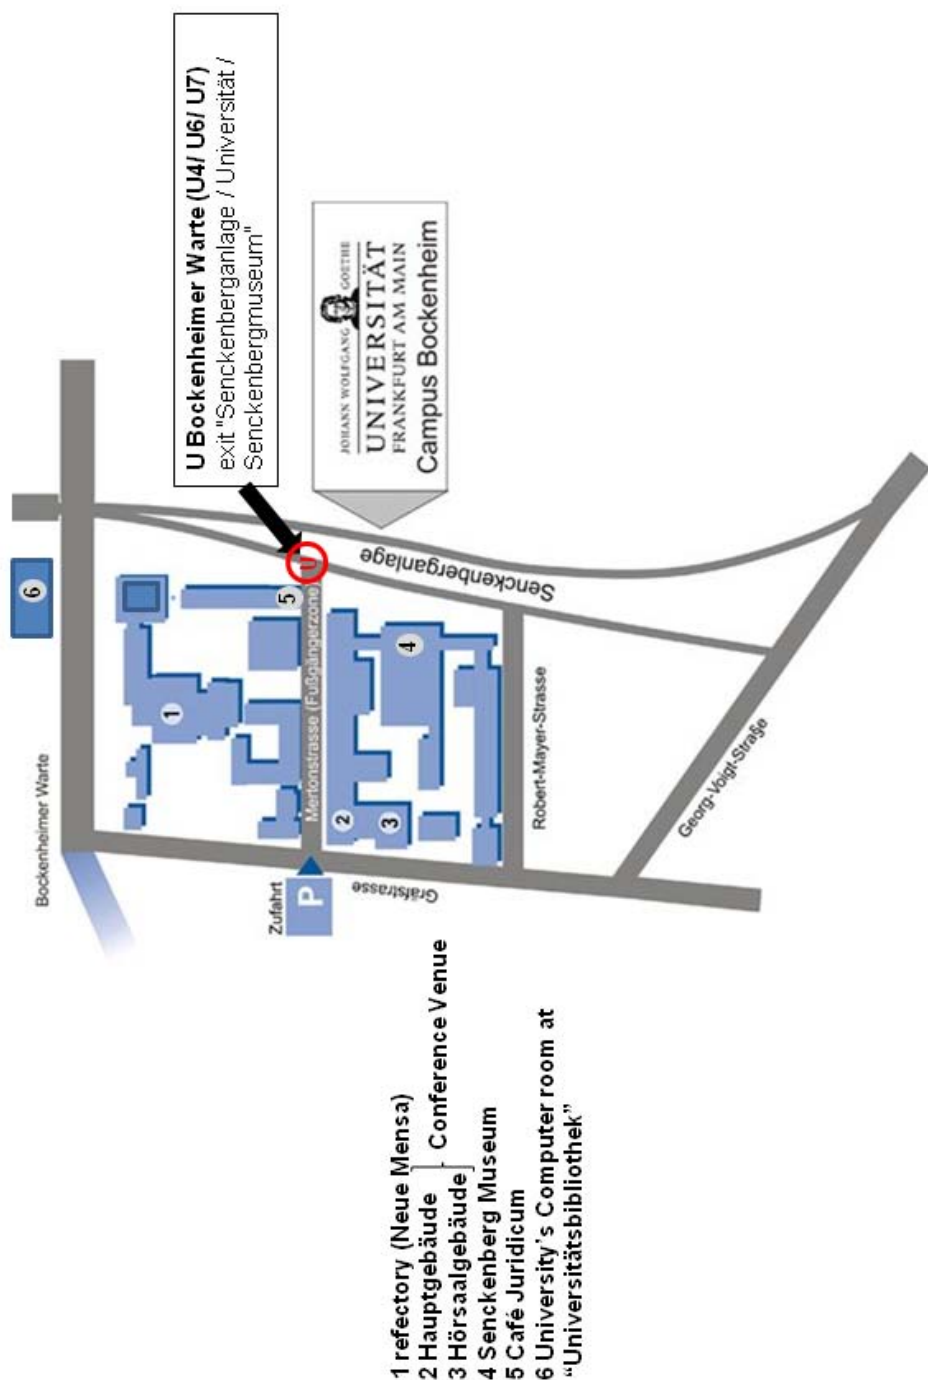 U Bockenheimer Warte (U4/ U6/ U7)
exit "Senckenberganlage / Universität /
Senckenbergmuseum"
JOHANN WOLFGANG GOETHE
UNIVERSITÄT
FRANKFURT AM MAIN
Campus Bockenheim
Bockenheimer Warte
6
1
5
U
Mertonstrasse (Fußgängerzone)
Senckenberganlage
2
3
4
Zufahrt
P
Gräfstrasse
Robert-Mayer-Strasse
Georg-Voigt-Straße
1 refectory (Neue Mensa)
2 Hauptgebäude
3 Hörsaalgebäude
Conference Venue
4 Senckenberg Museum
5 Café Juridicum
6 University's Computer room at
“Universitätsbibliothek”